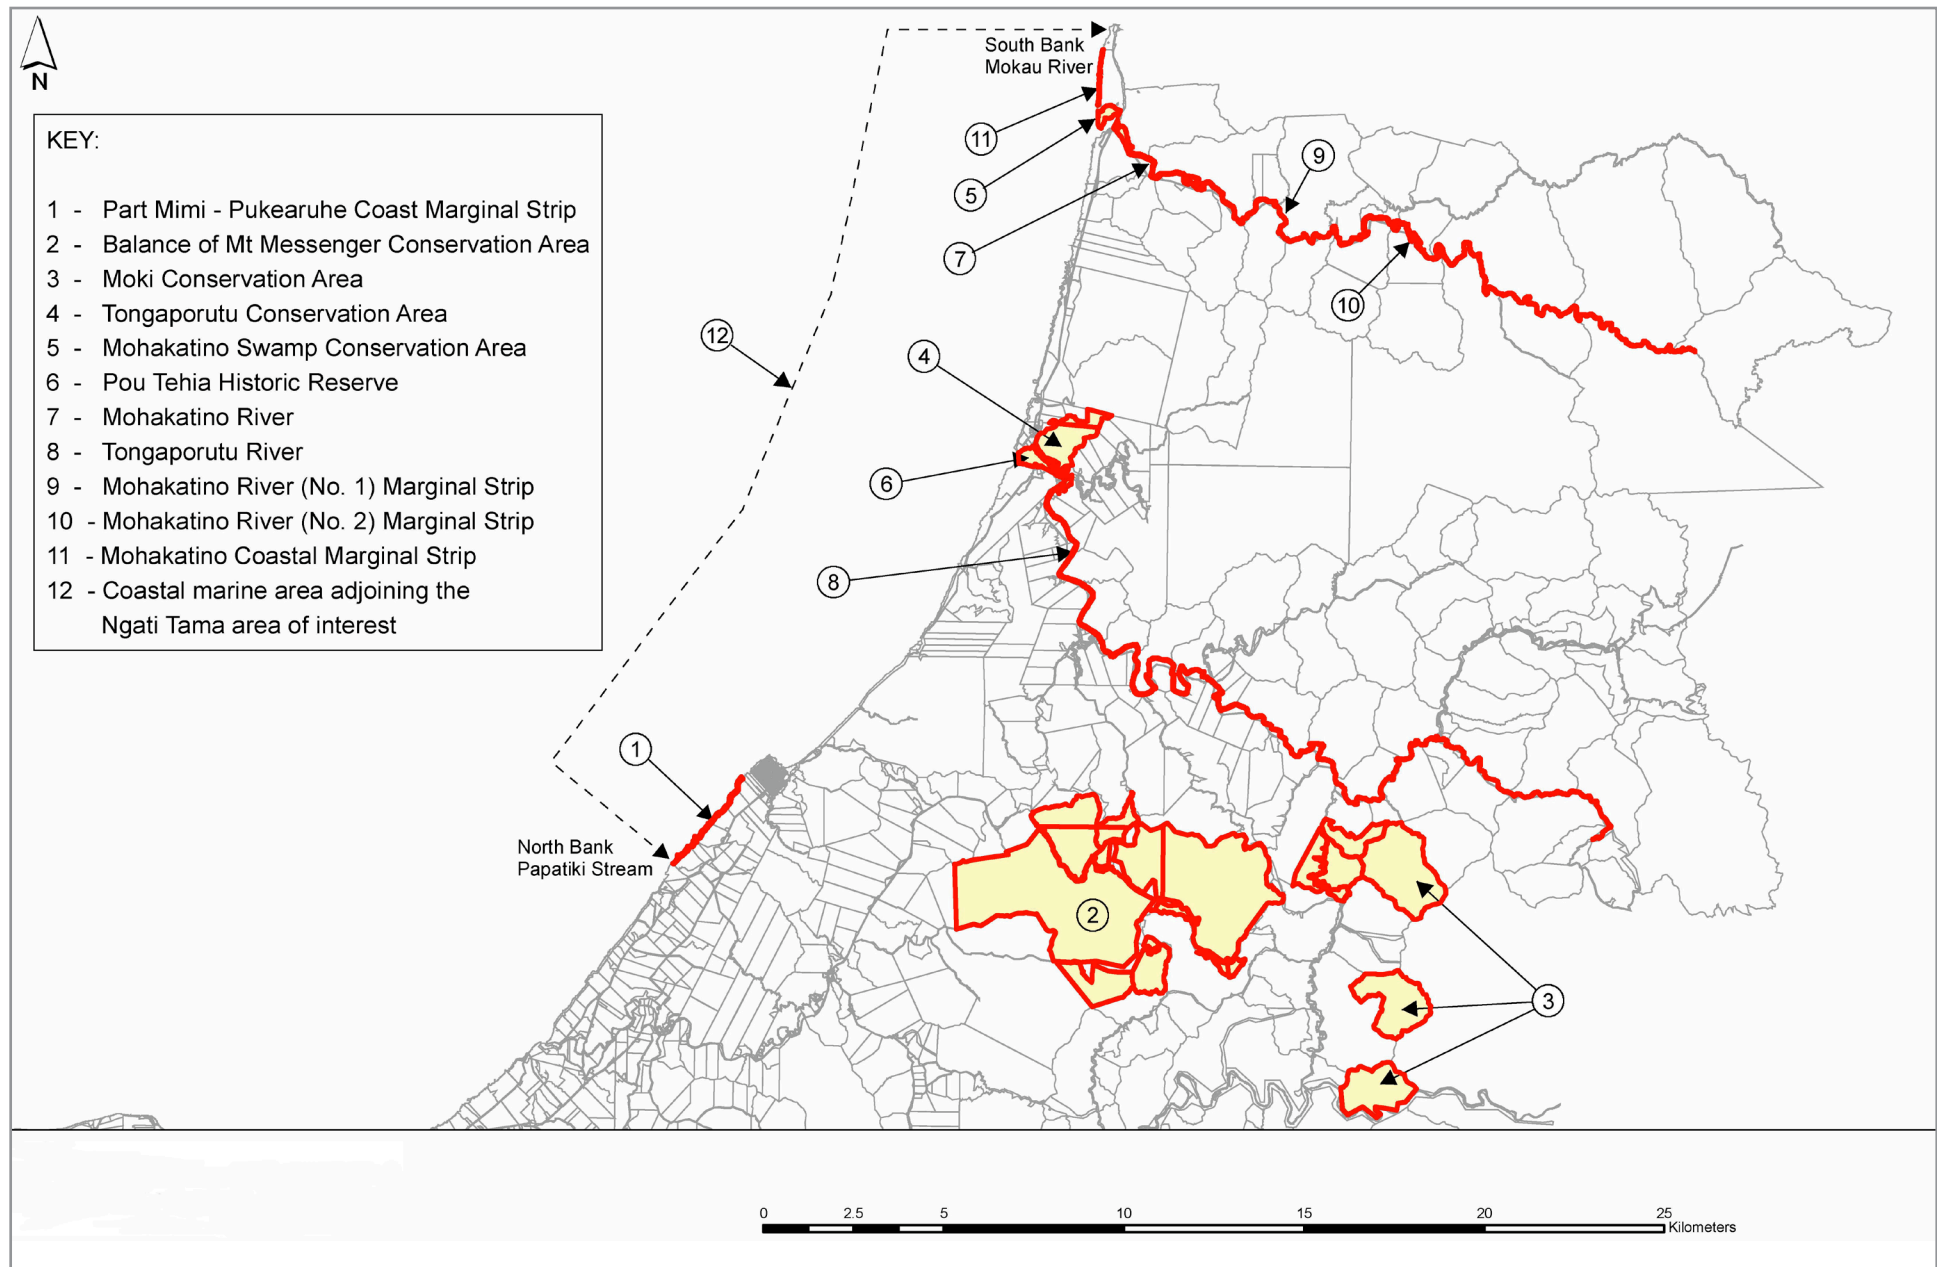 N
South Bank
Mokau River
KEY:
1 - Part Mimi - Pukearuhe Coast Marginal Strip
2 - Balance of Mt Messenger Conservation Area
3 - Moki Conservation Area
4 - Tongaporutu Conservation Area
5 - Mohakatino Swamp Conservation Area
6 - Pou Tehia Historic Reserve
7 - Mohakatino River
8 - Tongaporutu River
9 - Mohakatino River (No. 1) Marginal Strip
10 - Mohakatino River (No. 2) Marginal Strip
11 - Mohakatino Coastal Marginal Strip
12 - Coastal marine area adjoining the
Ngati Tama area of interest
11
9
5
7
10
12
4
6
8
1
North Bank
Papatiki Stream
2
3
0 2.5 5 10 15 20 25
Kilometers